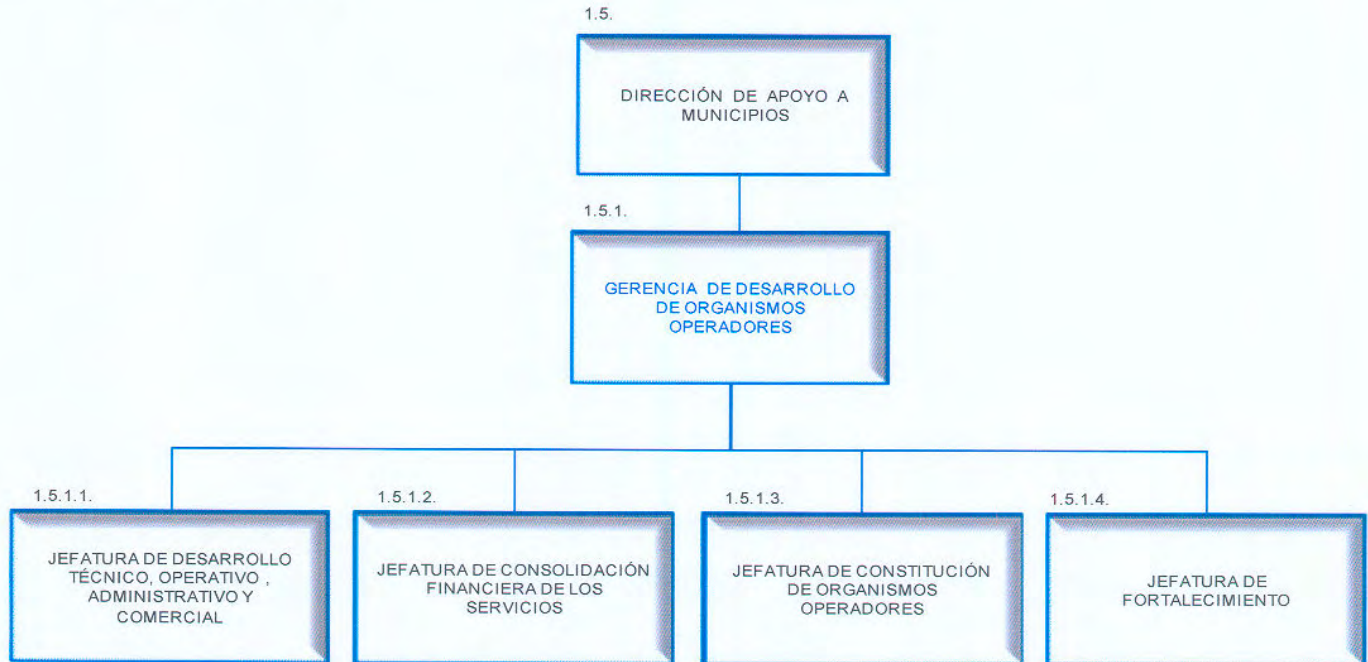 1.5.
DIRECCIÓN DE APOYO A
MUNICIPIOS
1.5.1.
GERENCIA DE DESARROLLO
DE ORGANISMOS
OPERADORES
1.5.1.1.
JEFATURA DE DESARROLLO
TÉCNICO, OPERATIVO ,
ADMINISTRATIVO Y
COMERCIAL
1.5.1.2.
JEFATURA DE CONSOLIDACIÓN
FINANCIERA DE LOS
SERVICIOS
1.5.1.3.
JEFATURA DE CONSTITUCIÓN
DE ORGANISMOS
OPERADORES
1.5.1.4.
JEFATURA DE
FORTALECIMIENTO